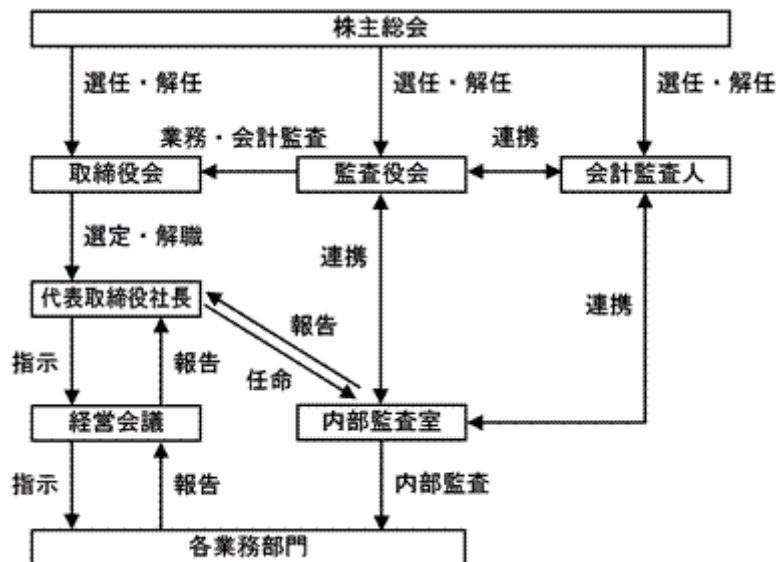 株主総会
選任・解任
選任・解任
選任・解任
業務・会計監査
連携
取締役会
監査役会
会計監査人
選定・解職
連携
代表取締役社長
報告
連携
指示
報告
任命
経営会議
内部監査室
指示
報告
内部監査
各業務部門